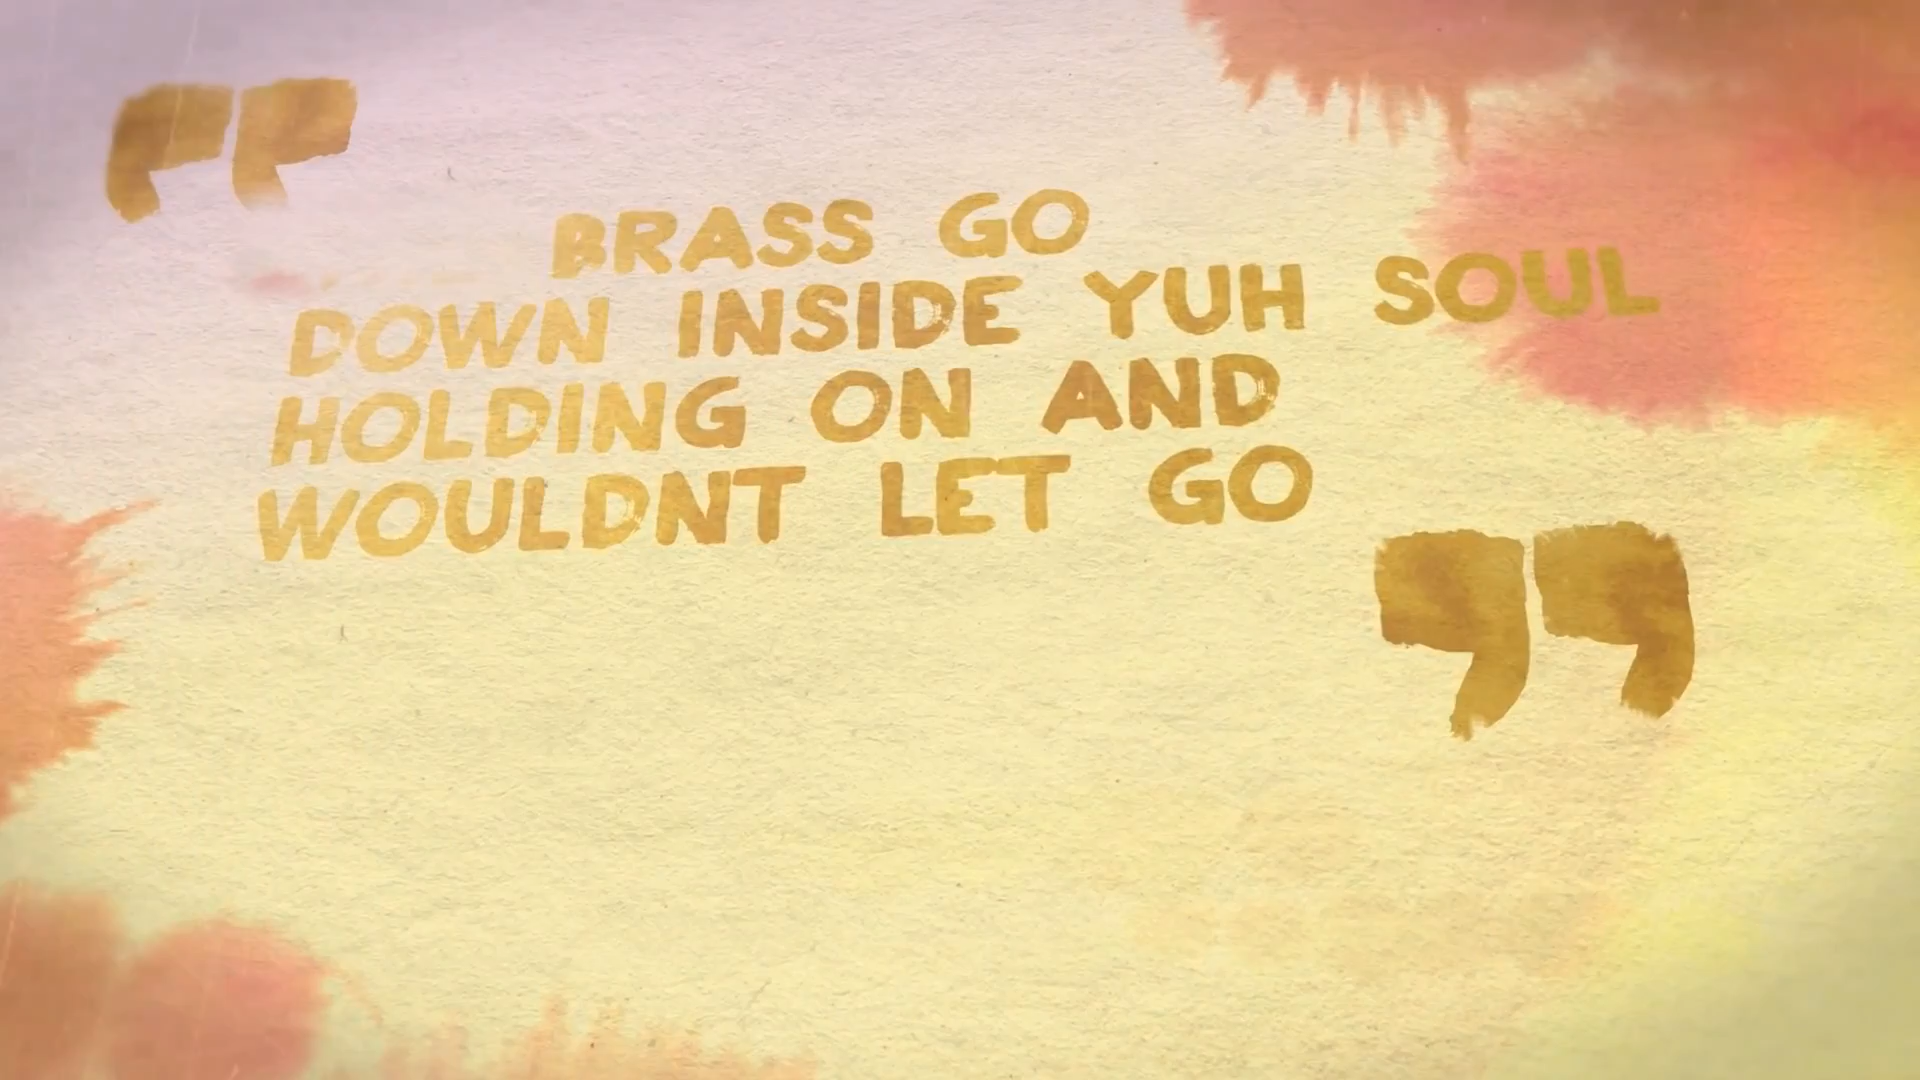 “BRASS GO
DOWN INSIDE YUH SOUL
HOLDING ON AND
WOULDNT LET GO”